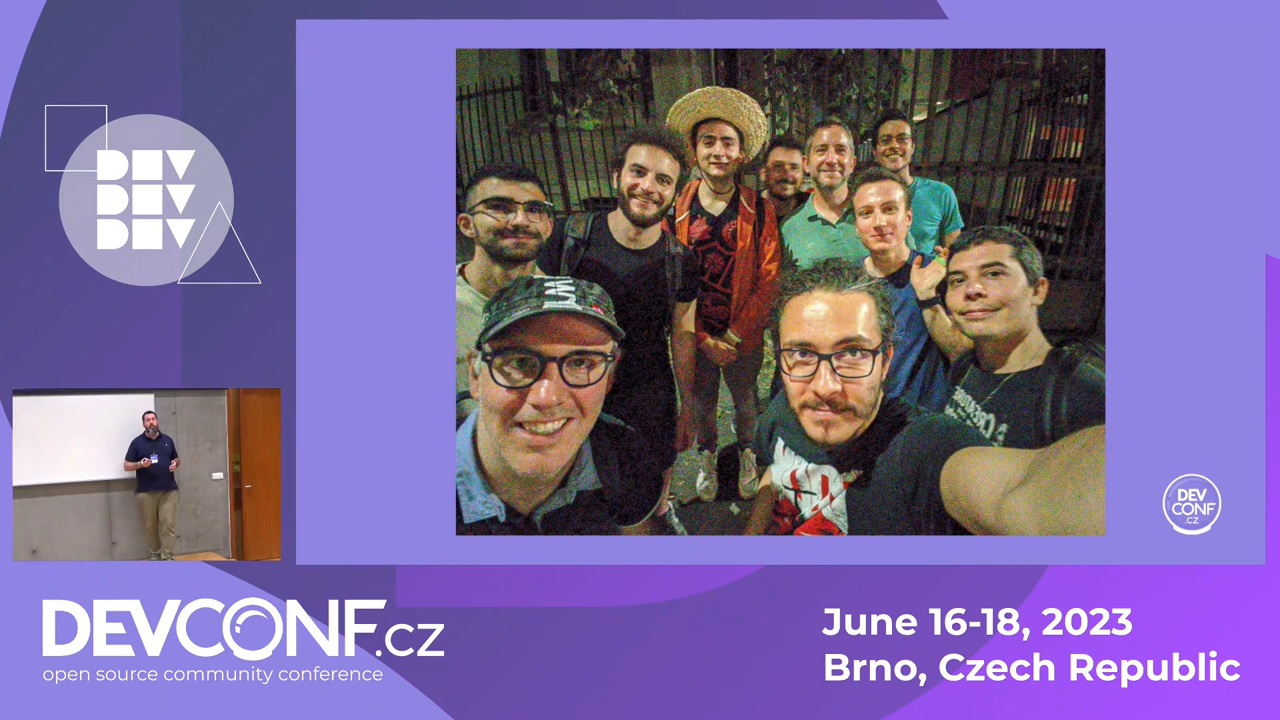 DEV
DEV
DEV
DEV
CONF
.CZ
DEVCONF.cz
open source community conference
June 16-18, 2023
Brno, Czech Republic